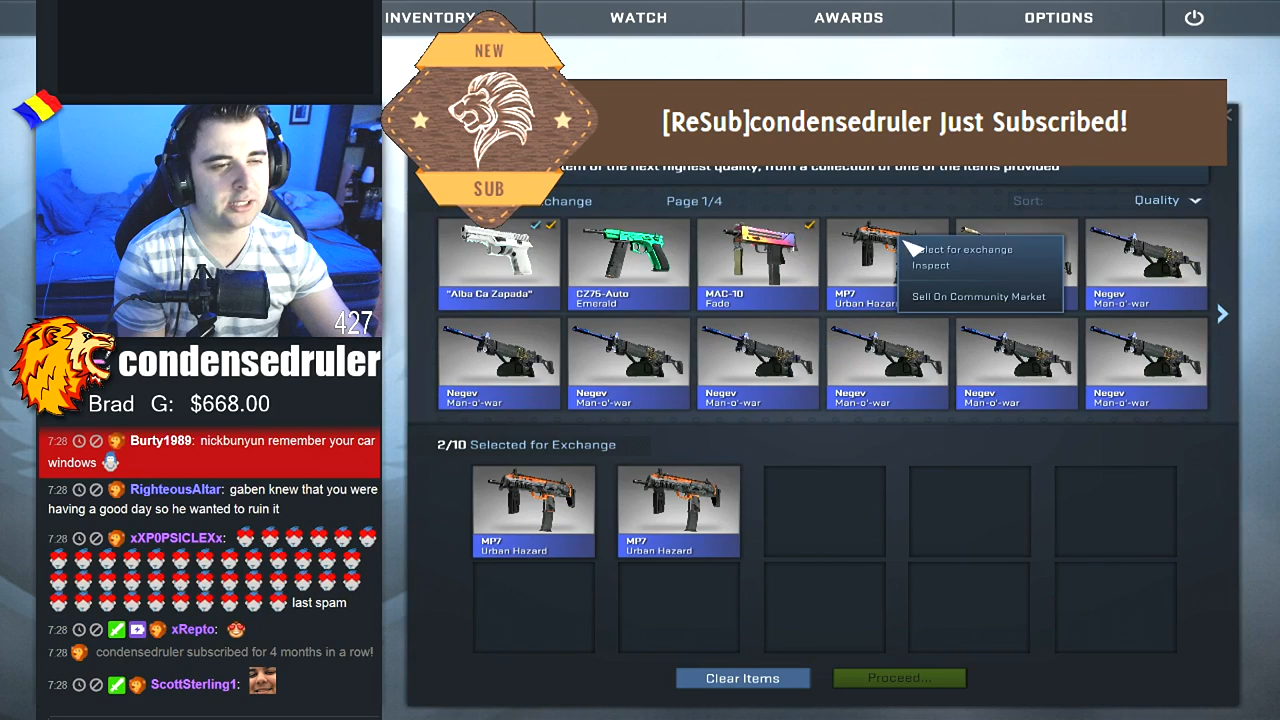 INVENTORY
WATCH
AWARDS
OPTIONS
NEW
SUB
[ReSub]condensedruler Just Subscribed!
tem of the next highest quality, from a collection of one of the items provided
change
Page 1/4
Sort:
Quality
"Alba Ca Zapada"
CZ75-Auto
Emerald
MAC-10
Fade
MP7
Urban Hazar
elect for exchange
Inspect
Sell On Community Market
Negev
Man-o'-war
Negev
Man-o'-war
Negev
Man-o'-war
Negev
Man-o'-war
Negev
Man-o'-war
Negev
Man-o'-war
Negev
Man-o'-war
2/10 Selected for Exchange
MP7
Urban Hazard
MP7
Urban Hazard
Clear Items
Proceed...
427
condensedruler
Brad G: $668.00
7:28 Burty1989: nickbunyun remember your car
windows
7:28 RighteousAltar: gaben knew that you were
having a good day so he wanted to ruin it
7:28 xXP0PSICLEXx:
last spam
7:28 xRepto:
7:28 condensedruler subscribed for 4 months in a row!
7:28 ScottSterling1: